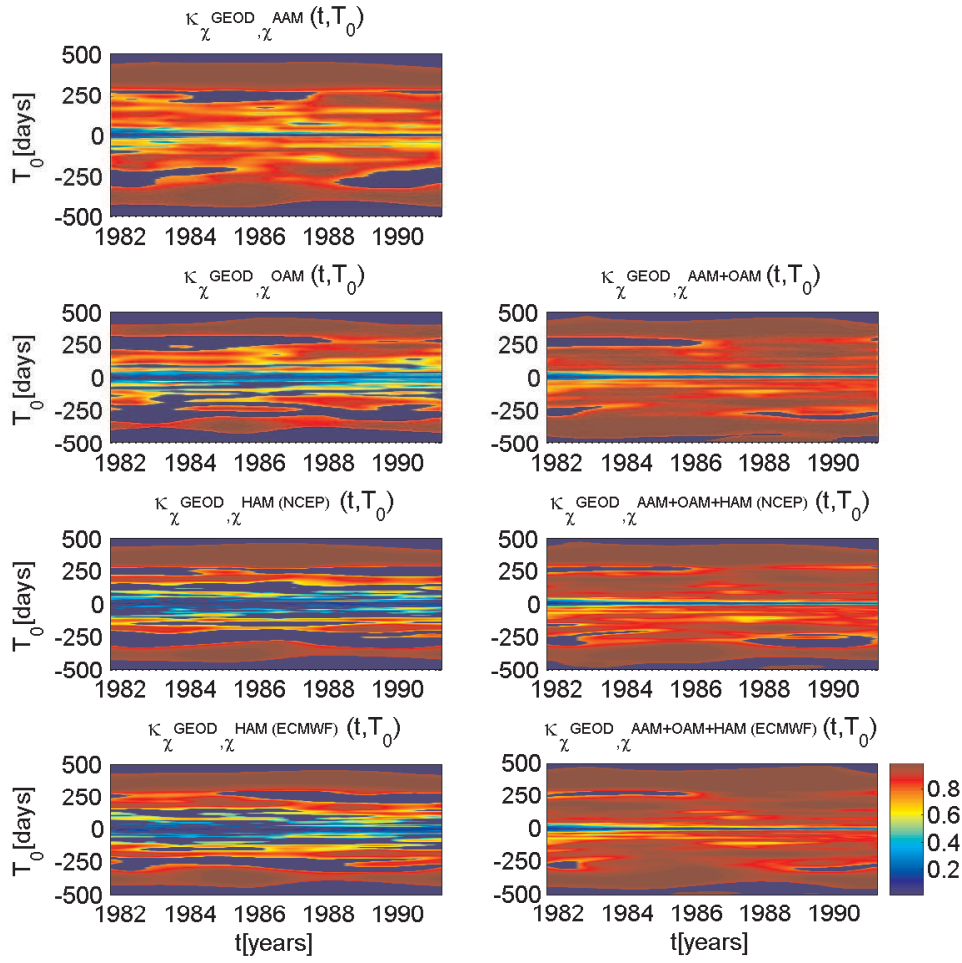 κχGEOD,χAAM (t,T0)
500
250
0
-250
-500
T0[days]
1982 1984 1986 1988 1990
κχGEOD,χOAM (t,T0)
500
250
0
-250
-500
T0[days]
1982 1984 1986 1988 1990
κχGEOD,χAAM+OAM (t,T0)
500
250
0
-250
-500
1982 1984 1986 1988 1990
κχGEOD,χHAM (NCEP) (t,T0)
500
250
0
-250
-500
T0[days]
1982 1984 1986 1988 1990
κχGEOD,χAAM+OAM+HAM (NCEP) (t,T0)
500
250
0
-250
-500
1982 1984 1986 1988 1990
κχGEOD,χHAM (ECMWF) (t,T0)
500
250
0
-250
-500
T0[days]
1982 1984 1986 1988 1990
t[years]
κχGEOD,χAAM+OAM+HAM (ECMWF) (t,T0)
500
250
0
-250
-500
1982 1984 1986 1988 1990
t[years]
0.8
0.6
0.4
0.2